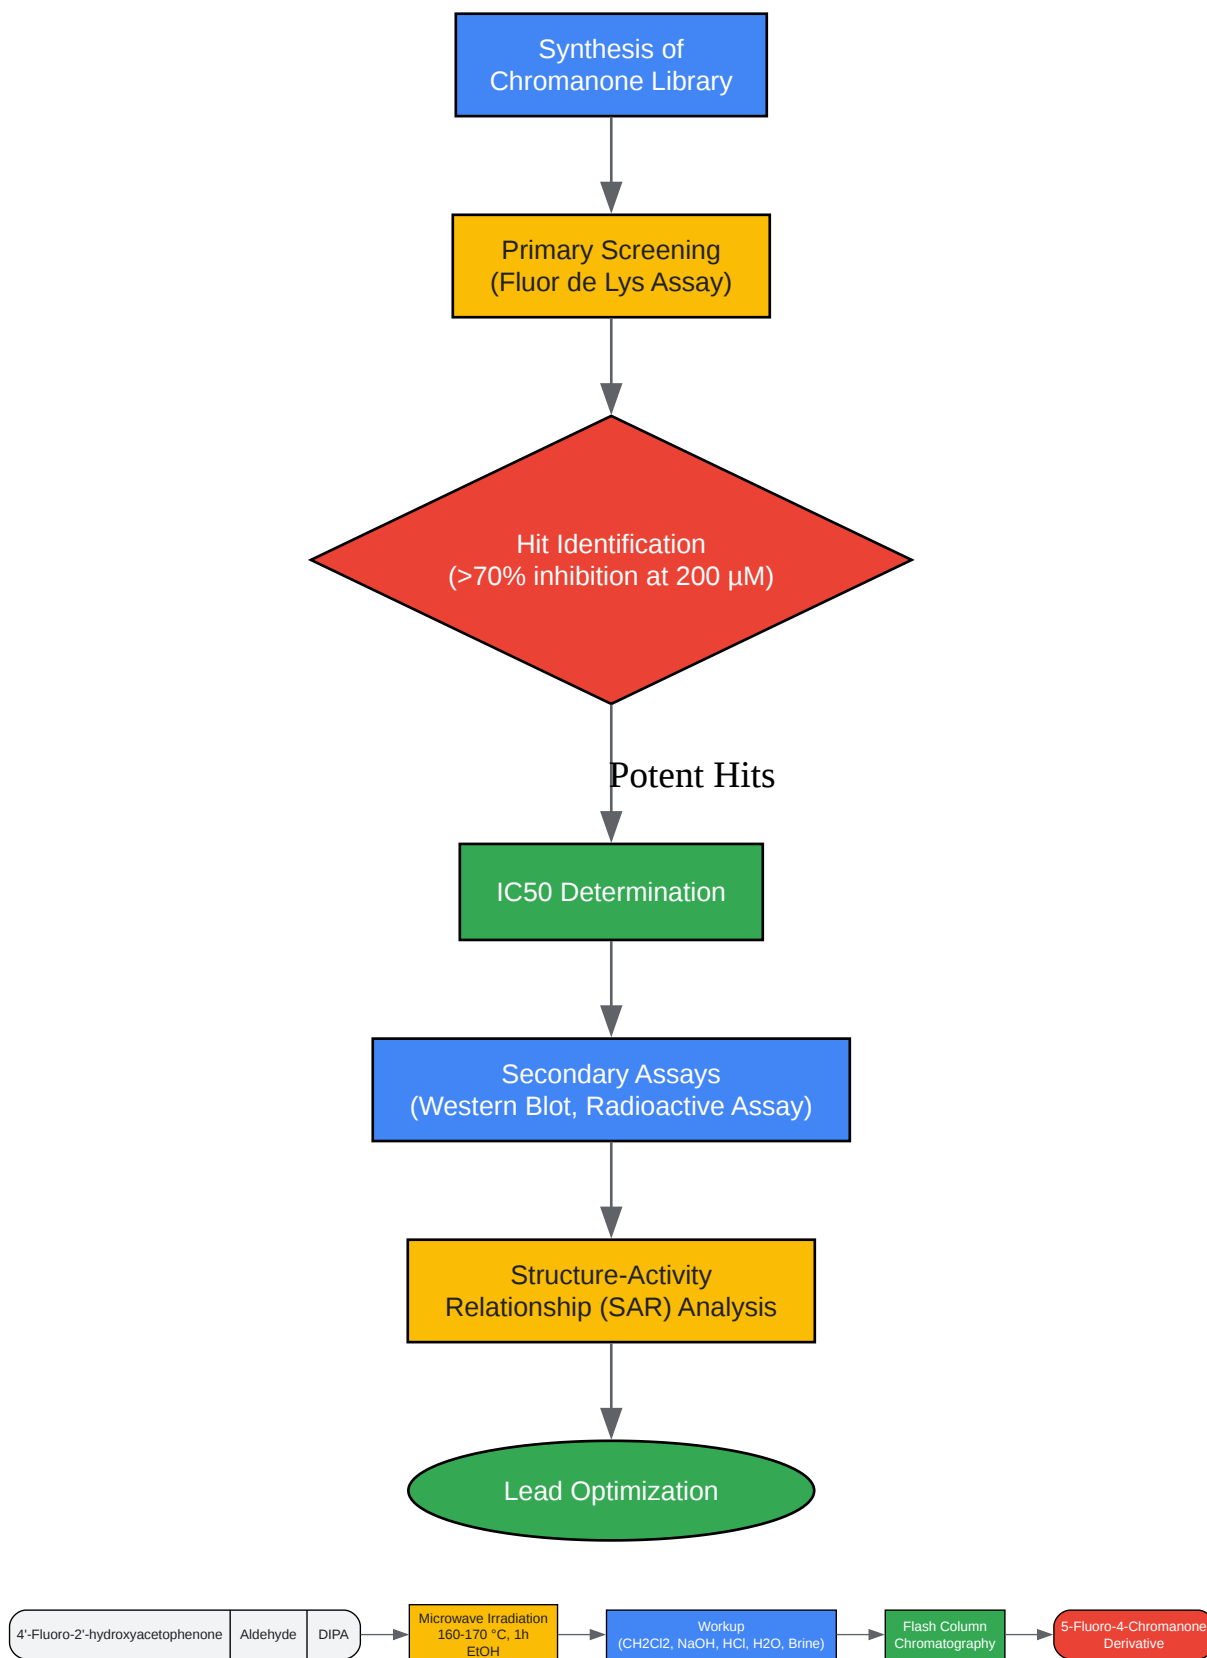 Synthesis of
Chromanone Library
Primary Screening
(Fluor de Lys Assay)
Hit Identification
(>70% inhibition at 200 µM)
Potent Hits
IC50 Determination
Secondary Assays
(Western Blot, Radioactive Assay)
Structure-Activity
Relationship (SAR) Analysis
Lead Optimization
4'-Fluoro-2'-hydroxyacetophenone
Aldehyde
DIPA
Microwave Irradiation
160-170 °C, 1h
EtOH
Workup
(CH2Cl2, NaOH, HCl, H2O, Brine)
Flash Column
Chromatography
5-Fluoro-4-Chromanone
Derivative